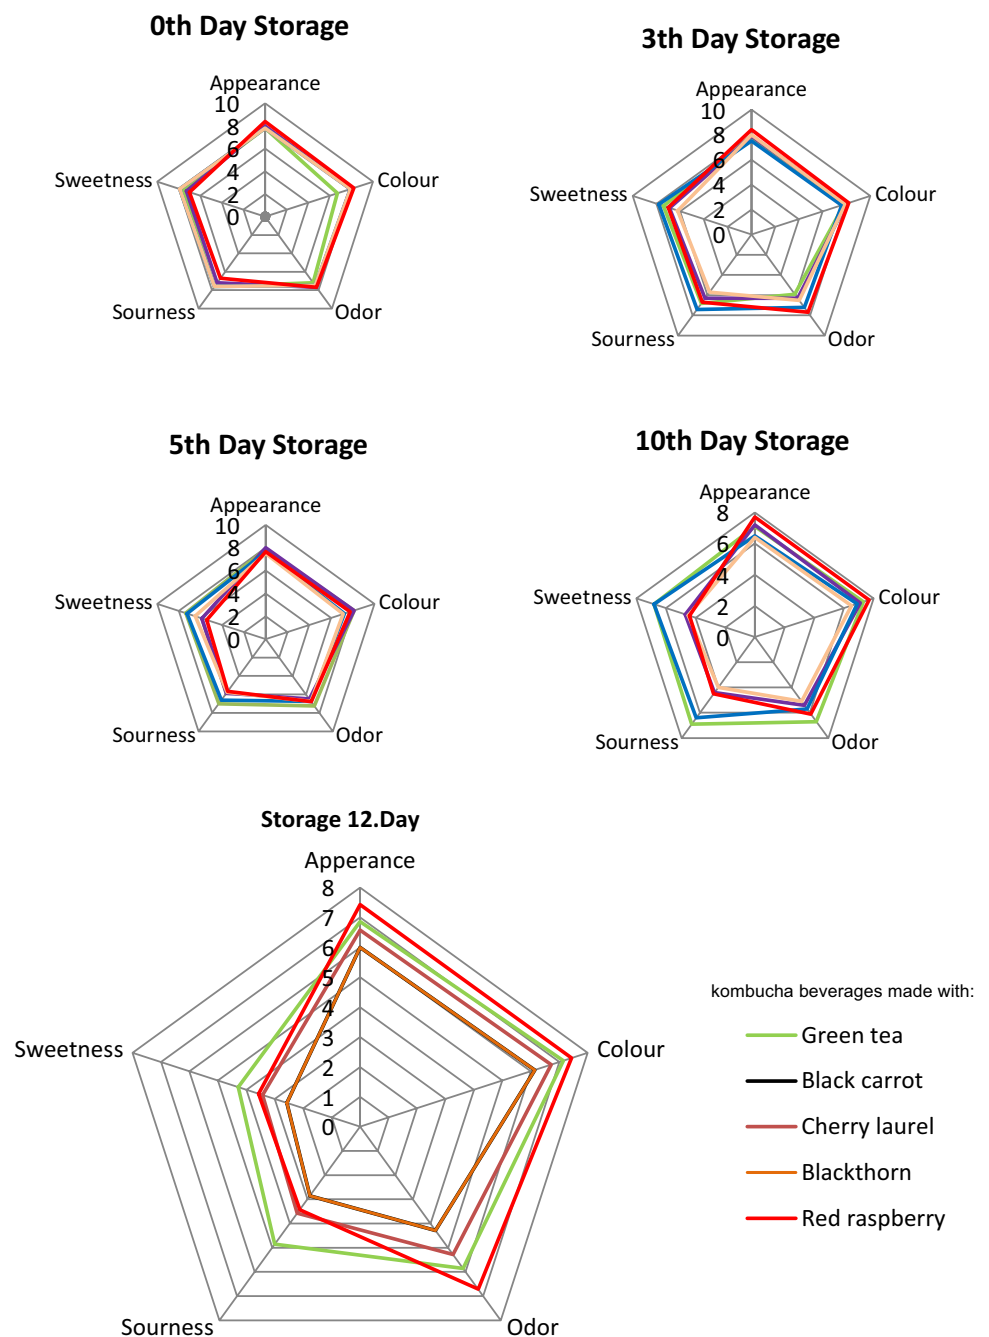 0th Day Storage
Appearance
10
8
6
4
2
0
Sweetness
Colour
Sourness
Odor
3th Day Storage
Appearance
10
8
6
4
2
0
Sweetness
Colour
Sourness
Odor
5th Day Storage
Appearance
10
8
6
4
2
0
Sweetness
Colour
Sourness
Odor
10th Day Storage
Appearance
8
6
4
2
0
Sweetness
Colour
Sourness
Odor
Storage 12.Day
Apperance
8
7
6
5
4
3
2
1
0
Sweetness
Colour
Sourness
Odor
kombucha beverages made with:
Green tea
Black carrot
Cherry laurel
Blackthorn
Red raspberry